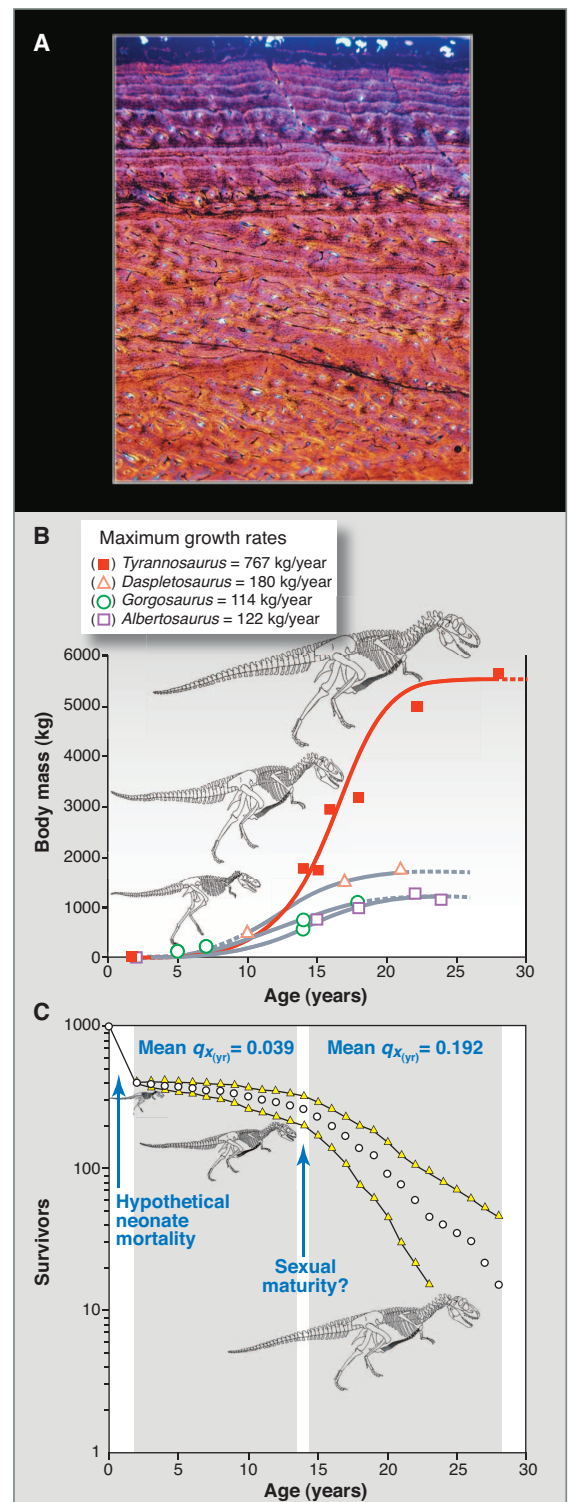 A
B
Maximum growth rates
(■) Tyrannosaurus = 767 kg/year
(△) Daspletosaurus = 180 kg/year
(○) Gorgosaurus = 114 kg/year
(□) Albertosaurus = 122 kg/year
6000
5000
4000
3000
2000
1000
0
Body mass (kg)
0 5 10 15 20 25 30
Age (years)
C
1000
100
10
1
Survivors
Mean qx(yr) = 0.039
Mean qx(yr) = 0.192
Hypothetical
neonate
mortality
Sexual
maturity?
0 5 10 15 20 25 30
Age (years)